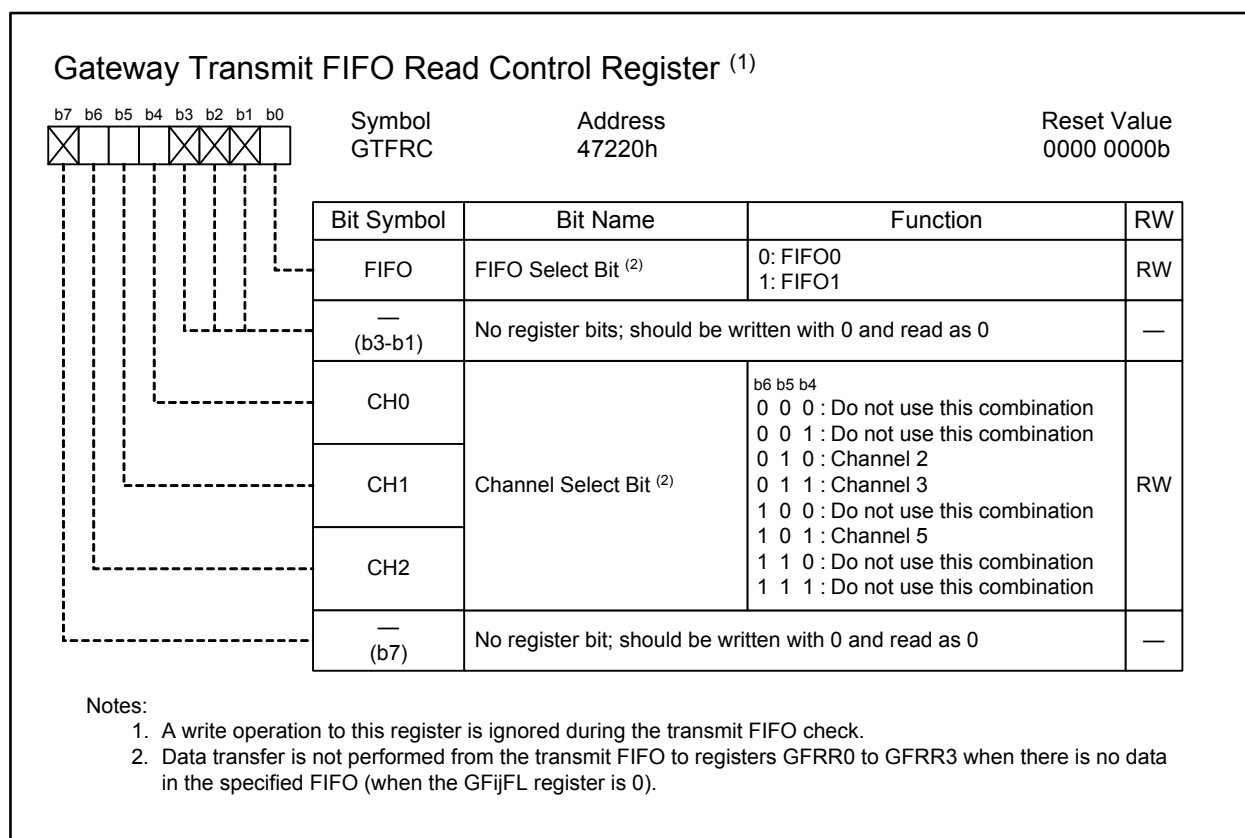 Gateway Transmit FIFO Read Control Register (1)
b7 b6 b5 b4 b3 b2 b1 b0
Symbol Address Reset Value
GTFRC 47220h 0000 0000b
Bit Symbol Bit Name Function RW
FIFO FIFO Select Bit (2) 0: FIFO0 RW
1: FIFO1
—
(b3-b1) No register bits; should be written with 0 and read as 0 —
CH0
CH1 Channel Select Bit (2) RW
CH2
b6 b5 b4
0 0 0 : Do not use this combination
0 0 1 : Do not use this combination
0 1 0 : Channel 2
0 1 1 : Channel 3
1 0 0 : Do not use this combination
1 0 1 : Channel 5
1 1 0 : Do not use this combination
1 1 1 : Do not use this combination
—
(b7) No register bit; should be written with 0 and read as 0 —
Notes:
1. A write operation to this register is ignored during the transmit FIFO check.
2. Data transfer is not performed from the transmit FIFO to registers GFRR0 to GFRR3 when there is no data
in the specified FIFO (when the GFijFL register is 0).